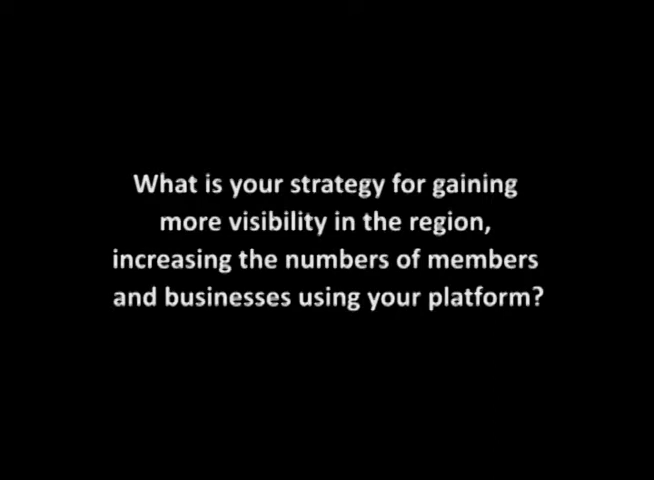 What is your strategy for gaining
more visibility in the region,
increasing the numbers of members
and businesses using your platform?